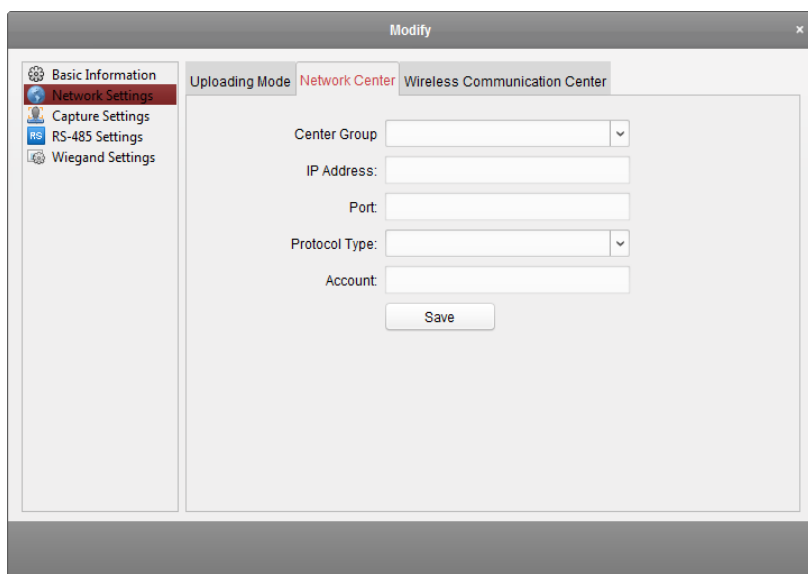 Modify
×
Basic Information
Network Settings
Capture Settings
RS RS-485 Settings
Wiegand Settings
Uploading Mode Network Center Wireless Communication Center
Center Group
IP Address:
Port:
Protocol Type:
Account:
Save